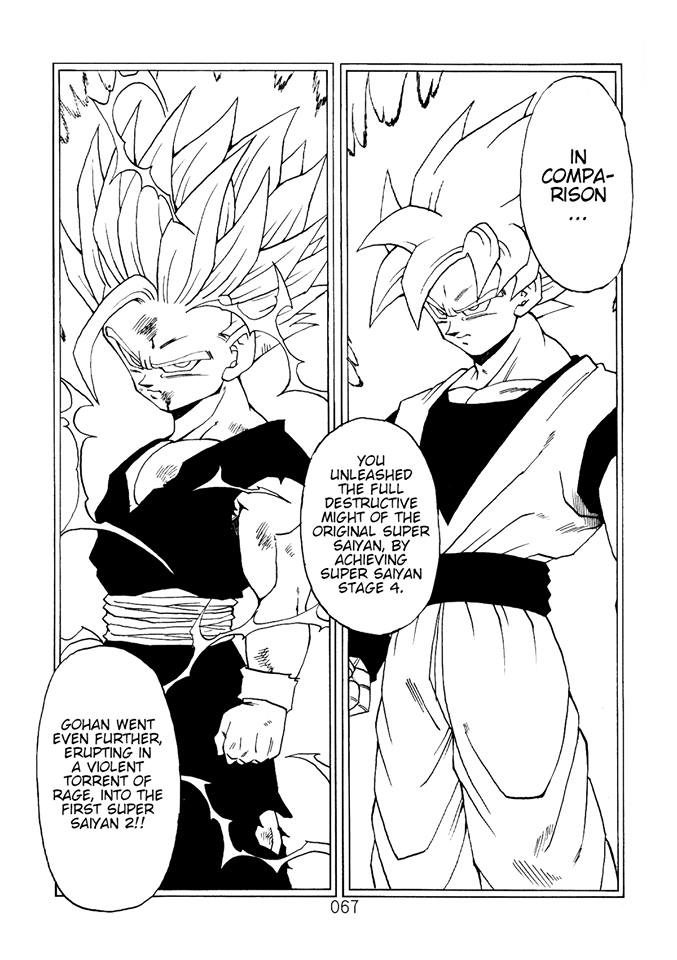 IN
COMPA-
RISON
...
YOU
UNLEASHED
THE FULL
DESTRUCTIVE
MIGHT OF THE
ORIGINAL SUPER
SAIYAN, BY
ACHIEVING
SUPER SAIYAN
STAGE 4.
GOHAN WENT
EVEN FURTHER,
ERUPTING IN
A VIOLENT
TORRENT OF
RAGE, INTO THE
FIRST SUPER
SAIYAN 2!!
067